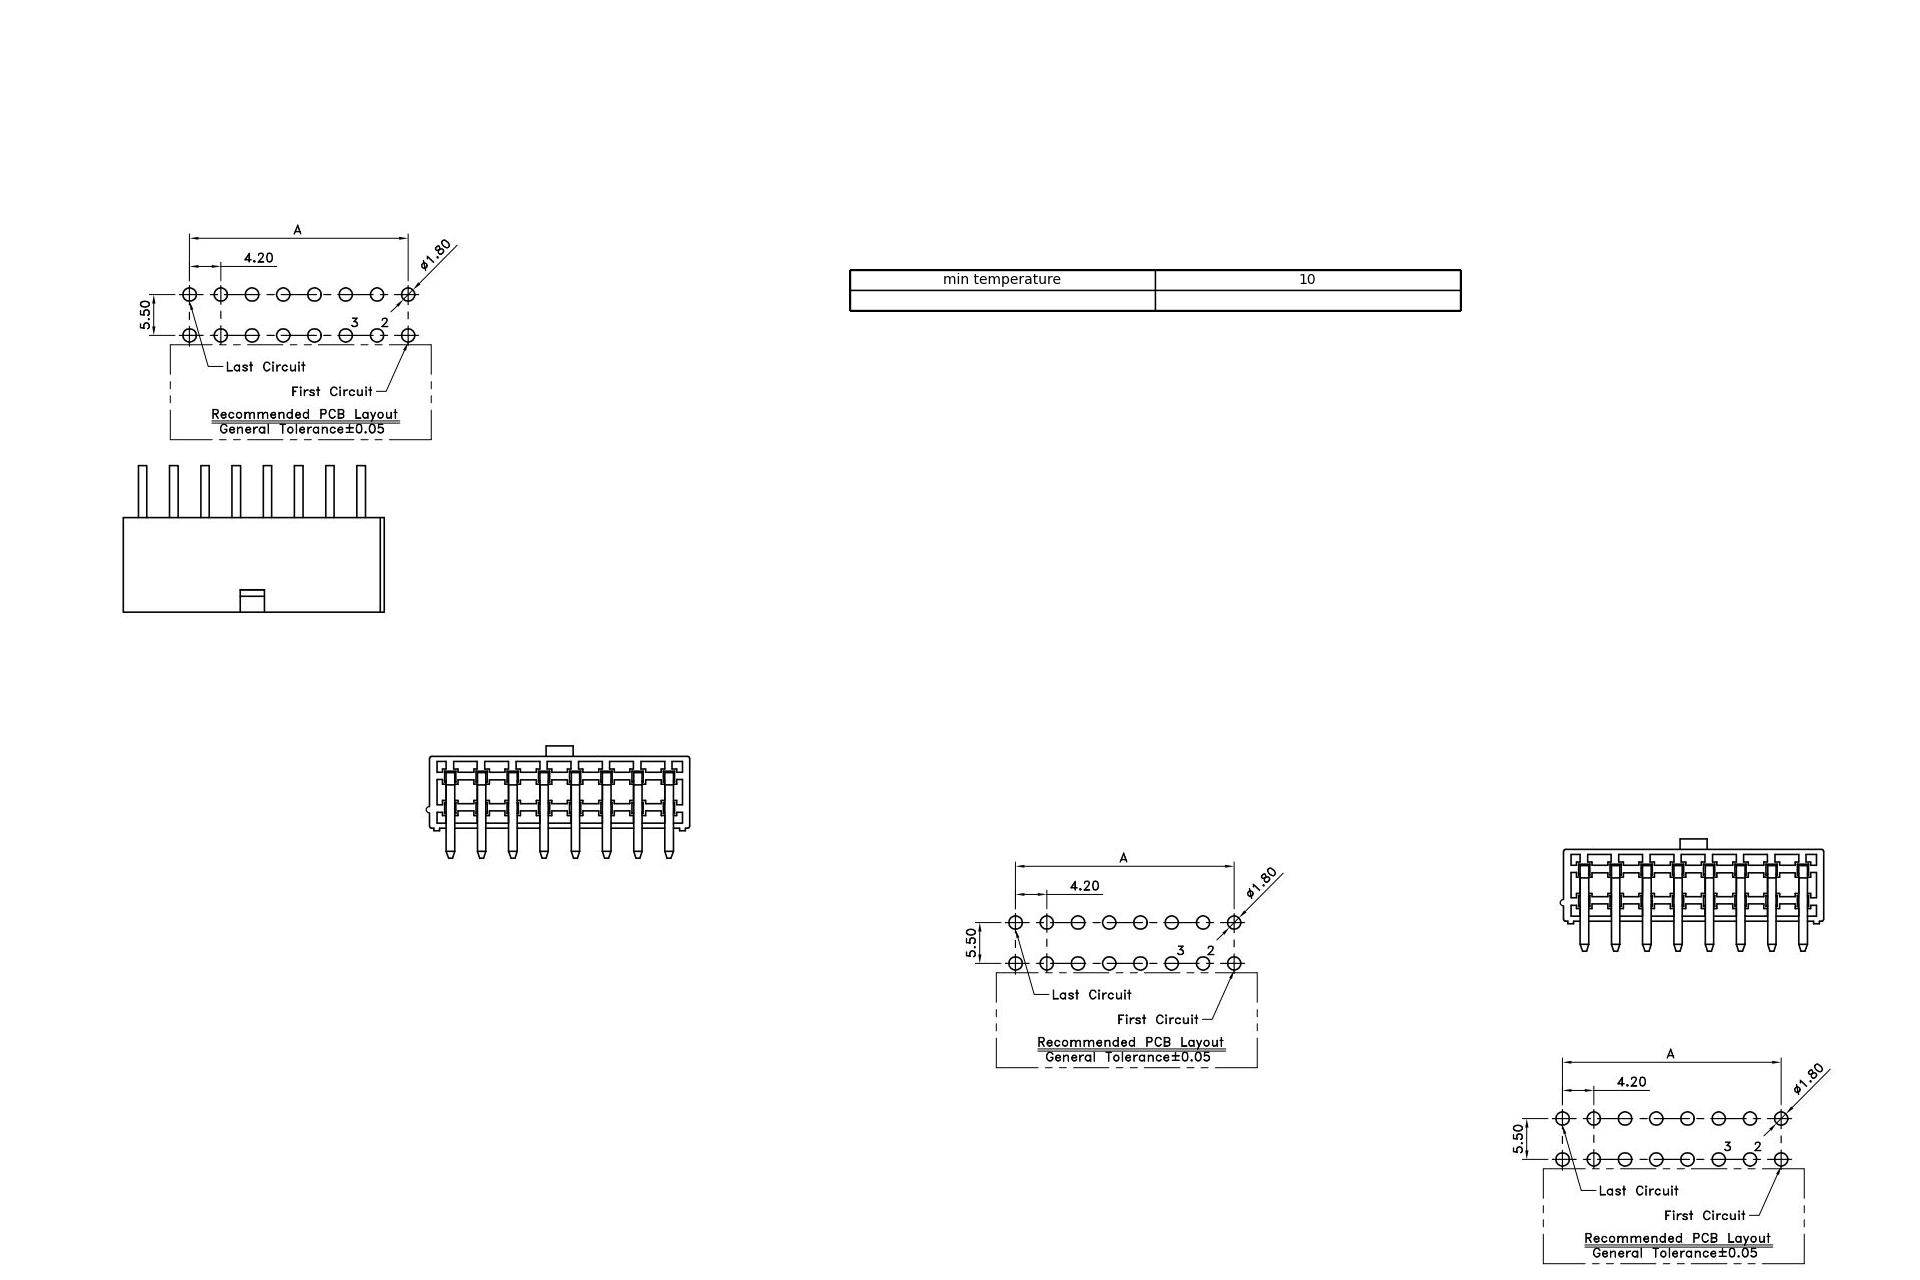 A
4.20
ø1.80
5.50
3 2
Last Circuit
First Circuit
Recommended PCB Layout
General Tolerance±0.05
min temperature 10
A
4.20
ø1.80
5.50
3 2
Last Circuit
First Circuit
Recommended PCB Layout
General Tolerance±0.05
A
4.20
ø1.80
5.50
3 2
Last Circuit
First Circuit
Recommended PCB Layout
General Tolerance±0.05